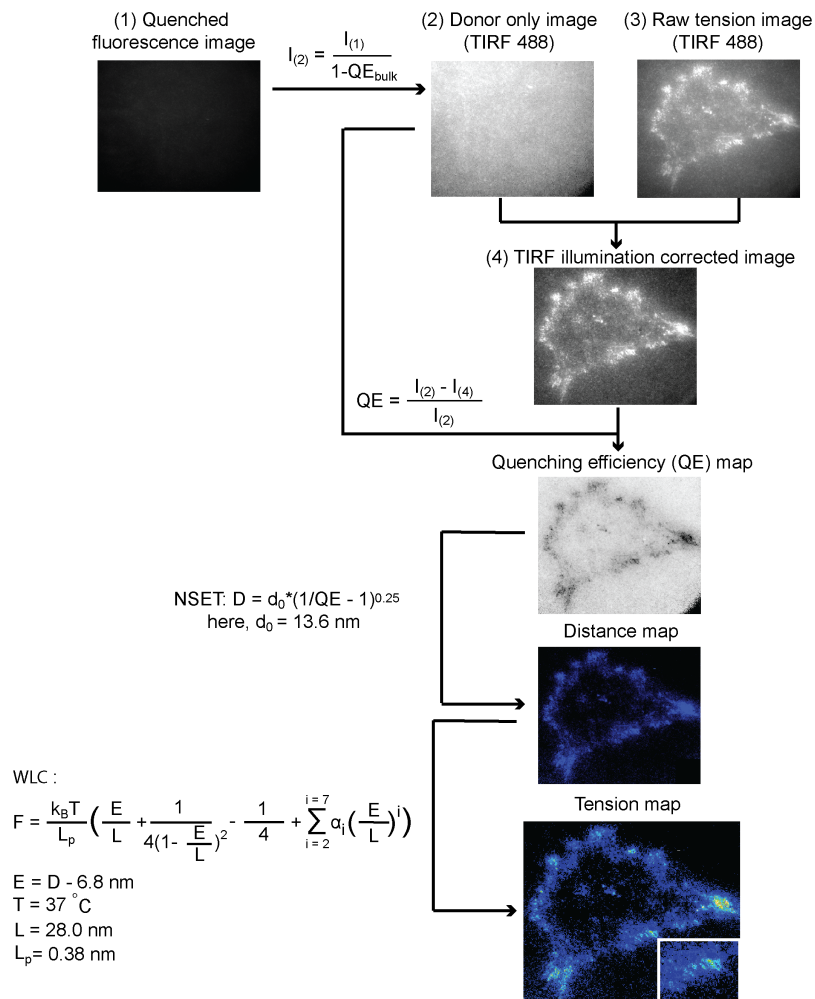 (1) Quenched
fluorescence image
I(2) = I(1) / 1-QEbulk
(2) Donor only image
(TIRF 488)
(3) Raw tension image
(TIRF 488)
(4) TIRF illumination corrected image
QE = I(2) - I(4) / I(2)
Quenching efficiency (QE) map
NSET: D = d0*(1/QE - 1)^0.25
here, d0 = 13.6 nm
Distance map
WLC :
F = kBT / Lp ( E / L + 1 / 4(1- E / L )^2 - 1 / 4 + ∑ i = 2 i = 7 αi ( E / L )^i )
E = D - 6.8 nm
T = 37 °C
L = 28.0 nm
Lp= 0.38 nm
Tension map